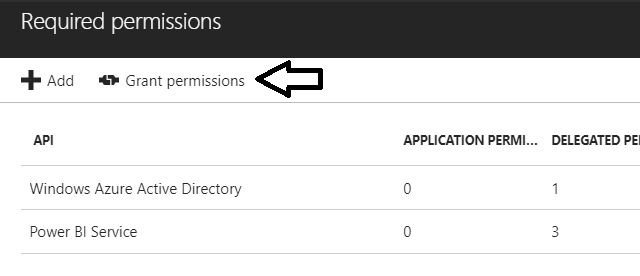 Required permissions
Add Grant permissions
API APPLICATION PERMI... DELEGATED PE
Windows Azure Active Directory 0 1
Power BI Service 0 3